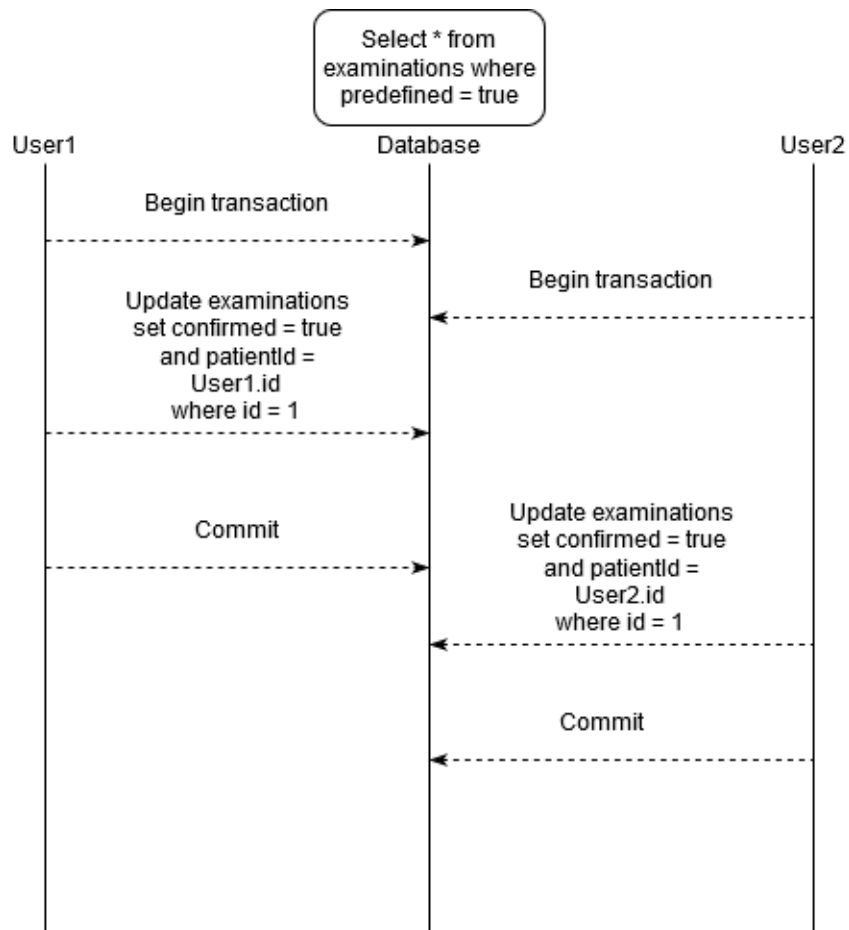 Select * from
examinations where
predefined = true
User1
Database
User2
Begin transaction
Begin transaction
Update examinations
set confirmed = true
and patientId =
User1.id
where id = 1
Commit
Update examinations
set confirmed = true
and patientId =
User2.id
where id = 1
Commit